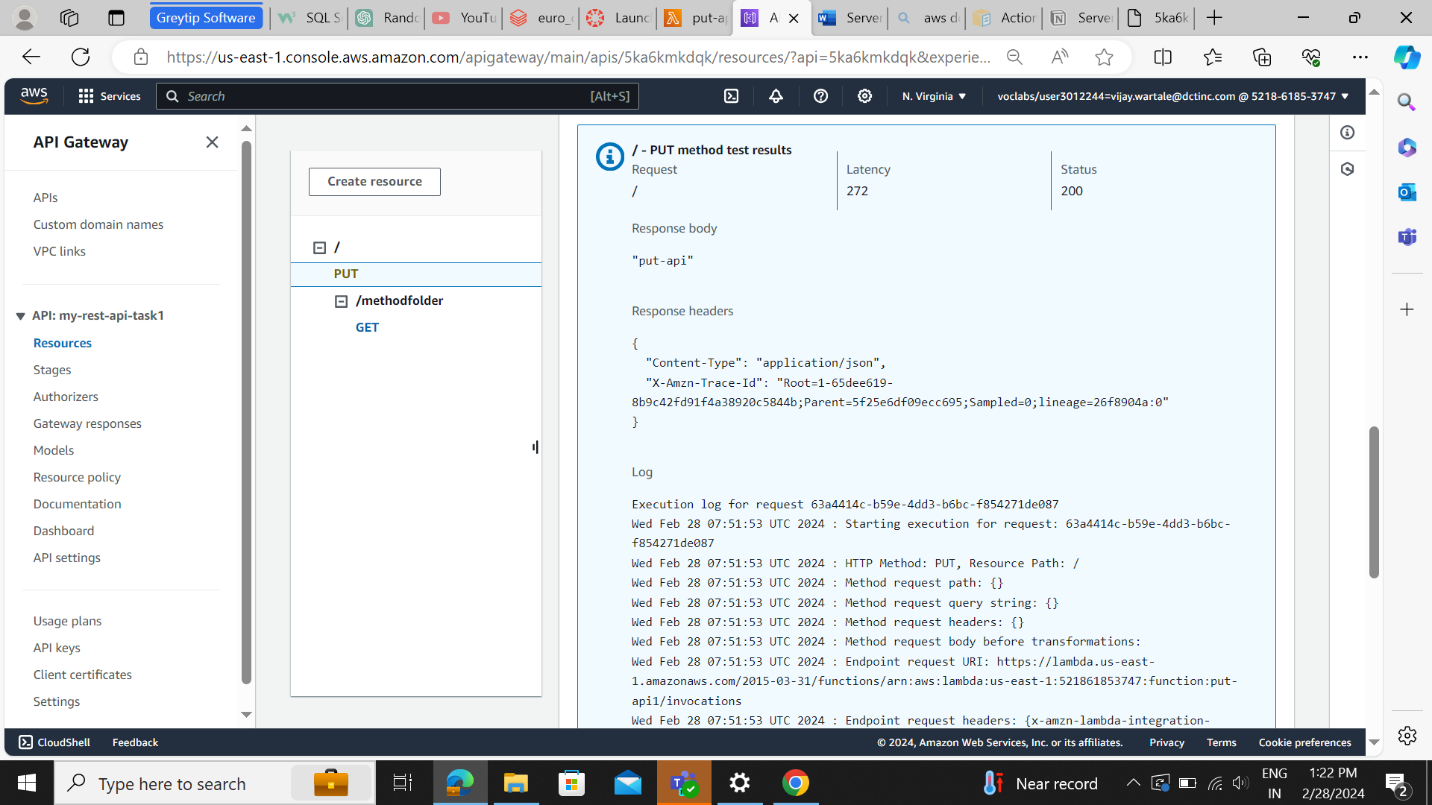 Greytip Software
SQL S
Rando
YouTu
euro_
Launc
put-a
A
Server
aws d
Action
Server
5ka6k
https://us-east-1.console.aws.amazon.com/apigateway/main/apis/5ka6kmkdqk/resources/?api=5ka6kmkdqk&experie...
aws
Services
Search
[Alt+S]
N. Virginia
voclabs/user3012244=vijay.wartale@dctinc.com @ 5218-6185-3747
API Gateway
APIs
Custom domain names
VPC links
API: my-rest-api-task1
Resources
Stages
Authorizers
Gateway responses
Models
Resource policy
Documentation
Dashboard
API settings
Usage plans
API keys
Client certificates
Settings
Create resource
/
PUT
/methodfolder
GET
/ - PUT method test results
Request
/
Latency
272
Status
200
Response body
"put-api"
Response headers
{
"Content-Type": "application/json",
"X-Amzn-Trace-Id": "Root=1-65dee619-
8b9c42fd91f4a38920c5844b;Parent=5f25e6df09ecc695;Sampled=0;lineage=26f8904a:0"
}
Log
Execution log for request 63a4414c-b59e-4dd3-b6bc-f854271de087
Wed Feb 28 07:51:53 UTC 2024 : Starting execution for request: 63a4414c-b59e-4dd3-b6bc-
f854271de087
Wed Feb 28 07:51:53 UTC 2024 : HTTP Method: PUT, Resource Path: /
Wed Feb 28 07:51:53 UTC 2024 : Method request path: {}
Wed Feb 28 07:51:53 UTC 2024 : Method request query string: {}
Wed Feb 28 07:51:53 UTC 2024 : Method request headers: {}
Wed Feb 28 07:51:53 UTC 2024 : Method request body before transformations:
Wed Feb 28 07:51:53 UTC 2024 : Endpoint request URI: https://lambda.us-east-
1.amazonaws.com/2015-03-31/functions/arn:aws:lambda:us-east-1:521861853747:function:put-
api1/invocations
Wed Feb 28 07:51:53 UTC 2024 : Endpoint request headers: {x-amzn-lambda-integration-
CloudShell
Feedback
© 2024, Amazon Web Services, Inc. or its affiliates.
Privacy
Terms
Cookie preferences
Type here to search
Near record
ENG
IN
1:22 PM
2/28/2024
2